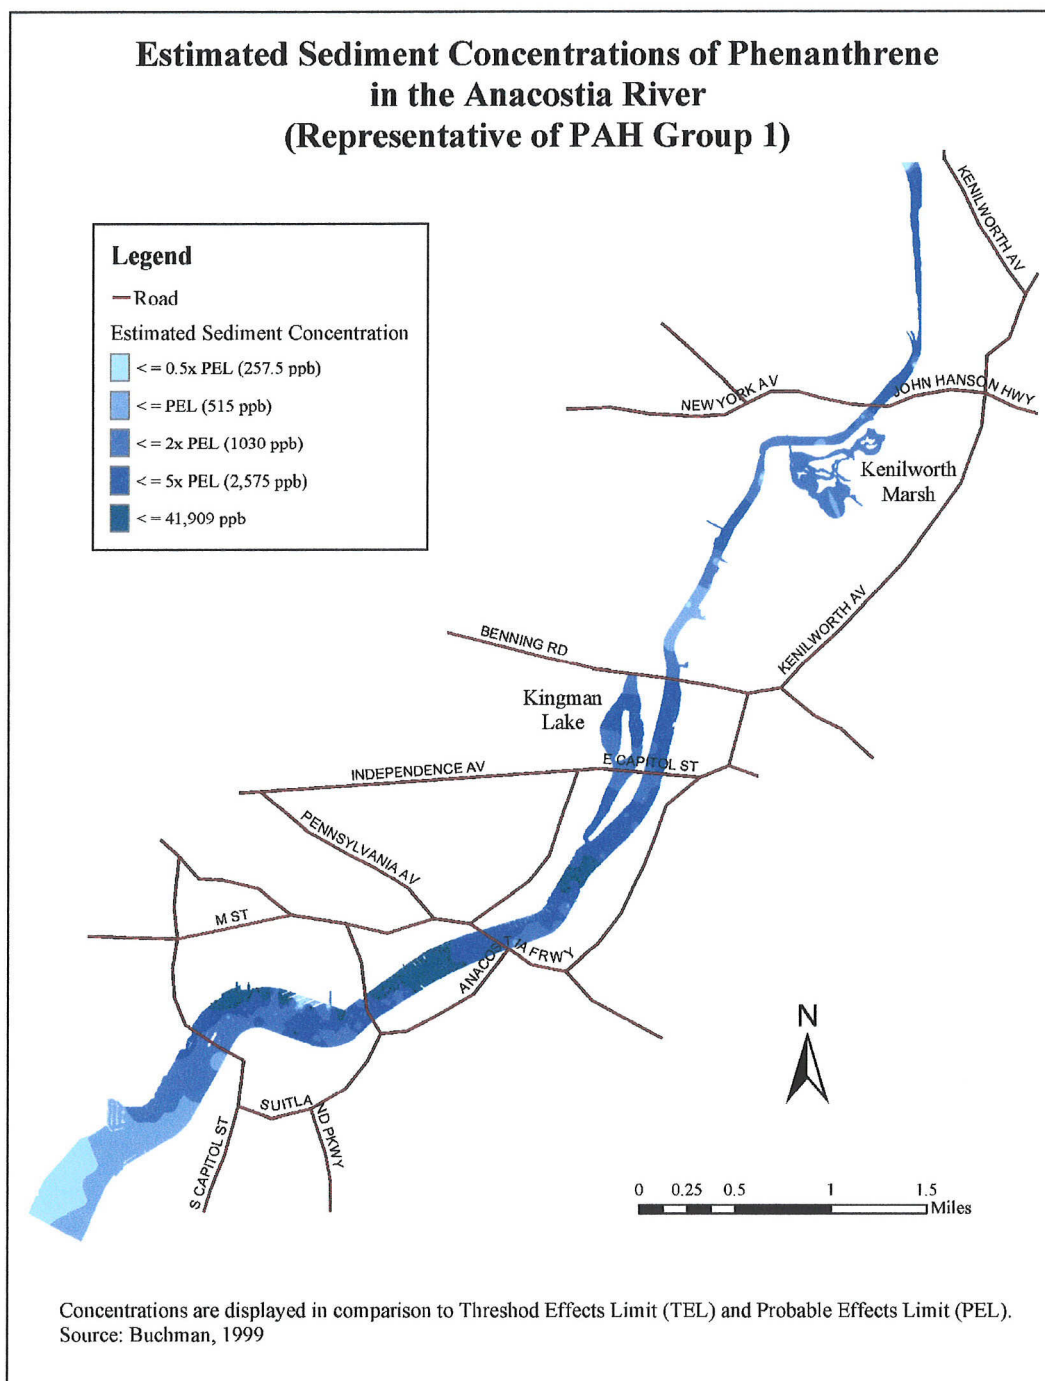 Estimated Sediment Concentrations of Phenanthrene
in the Anacostia River
(Representative of PAH Group 1)
KENILWORTH AV
Legend
Road
Estimated Sediment Concentration
< = 0.5x PEL (257.5 ppb)
< = PEL (515 ppb)
< = 2x PEL (1030 ppb)
< = 5x PEL (2,575 ppb)
< = 41,909 ppb
NEW YORK AV
JOHN HANSON HWY
Kenilworth
Marsh
KENILWORTH AV
BENNING RD
Kingman
Lake
E CAPITOL ST
INDEPENDENCE AV
PENNSYLVANIA AV
M ST
ANACOSTIA FRWY
SUITLAND PKWY
S CAPITOL ST
N
0 0.25 0.5 1 1.5
Miles
Concentrations are displayed in comparison to Threshod Effects Limit (TEL) and Probable Effects Limit (PEL).
Source: Buchman, 1999